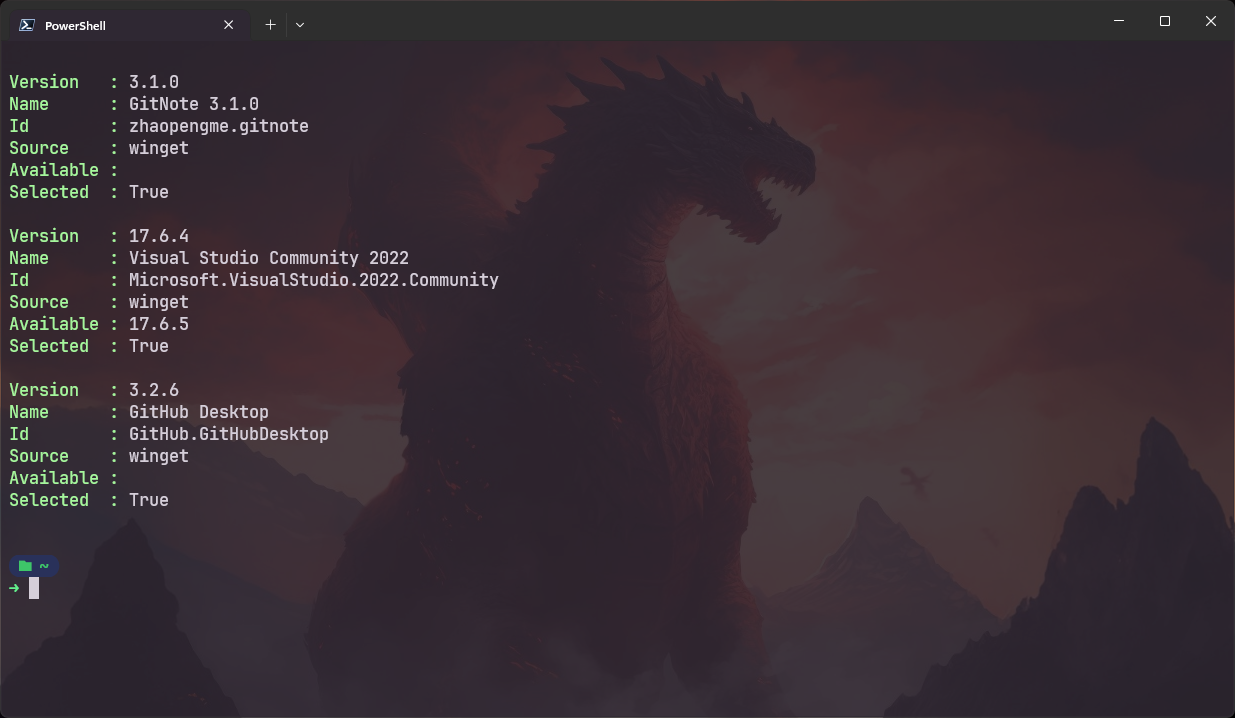 PowerShell
Version   : 3.1.0
Name      : GitNote 3.1.0
Id        : zhaopengme.gitnote
Source    : winget
Available :
Selected  : True
Version   : 17.6.4
Name      : Visual Studio Community 2022
Id        : Microsoft.VisualStudio.2022.Community
Source    : winget
Available : 17.6.5
Selected  : True
Version   : 3.2.6
Name      : GitHub Desktop
Id        : GitHub.GitHubDesktop
Source    : winget
Available :
Selected  : True
~
➜